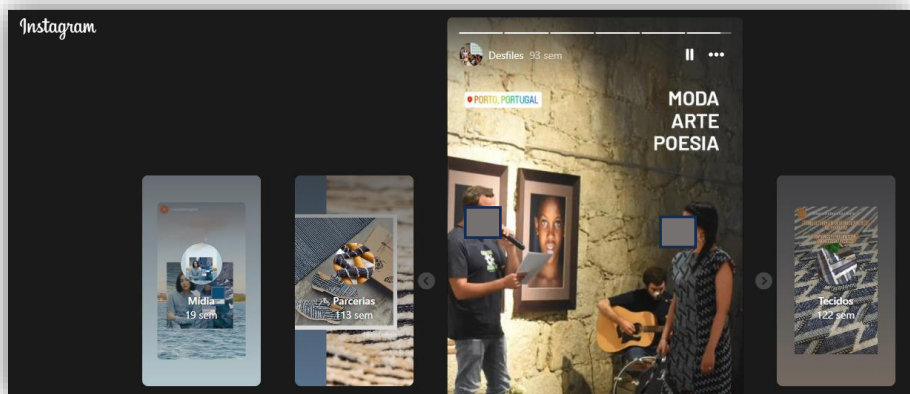 Instagram
Desfiles 93 sem
PORTO, PORTUGAL
MODA
ARTE
POESIA
Mídia
19 sem
Parcerias
113 sem
Tecidos
122 sem